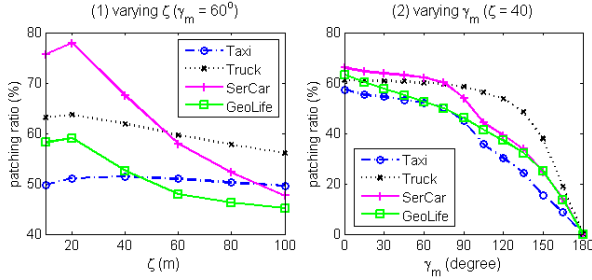 (1) varying ζ (γm = 60°)
patching ratio (%)
80
70
60
50
40
Taxi
Truck
SerCar
GeoLife
20 40 60 80 100
ζ (m)
(2) varying γm (ζ = 40)
patching ratio (%)
80
60
40
20
0
Taxi
Truck
SerCar
GeoLife
0 30 60 90 120 150 180
γm (degree)